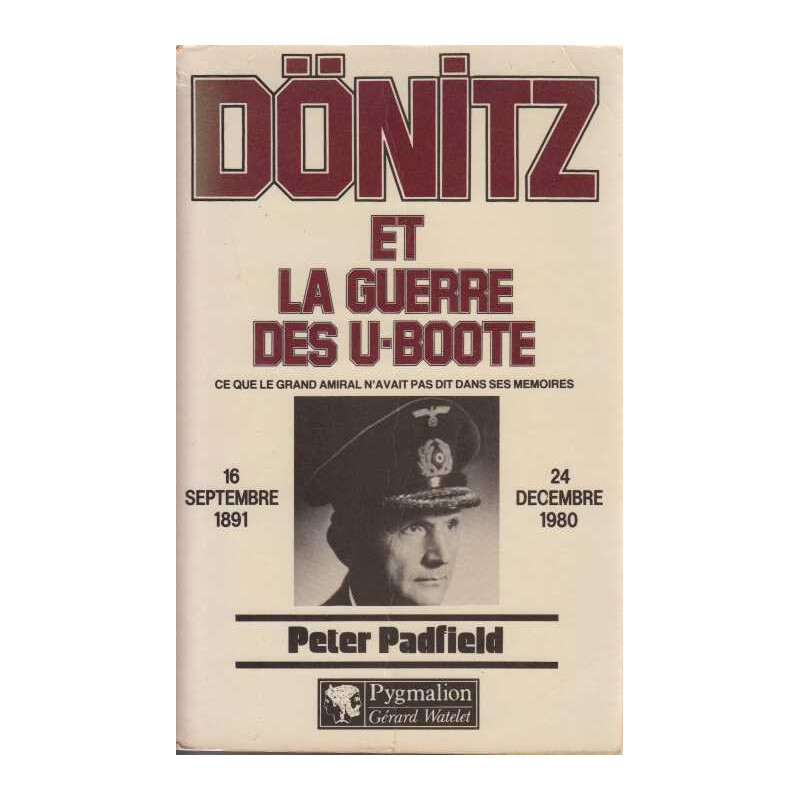 DÖNITZ
ET
LA GUERRE
DES U-BOOTE
CE QUE LE GRAND AMIRAL N'AVAIT PAS DIT DANS SES MEMOIRES
16
SEPTEMBRE
1891
24
DECEMBRE
1980
Peter Padfield
Pygmalion
Gérard Watelet